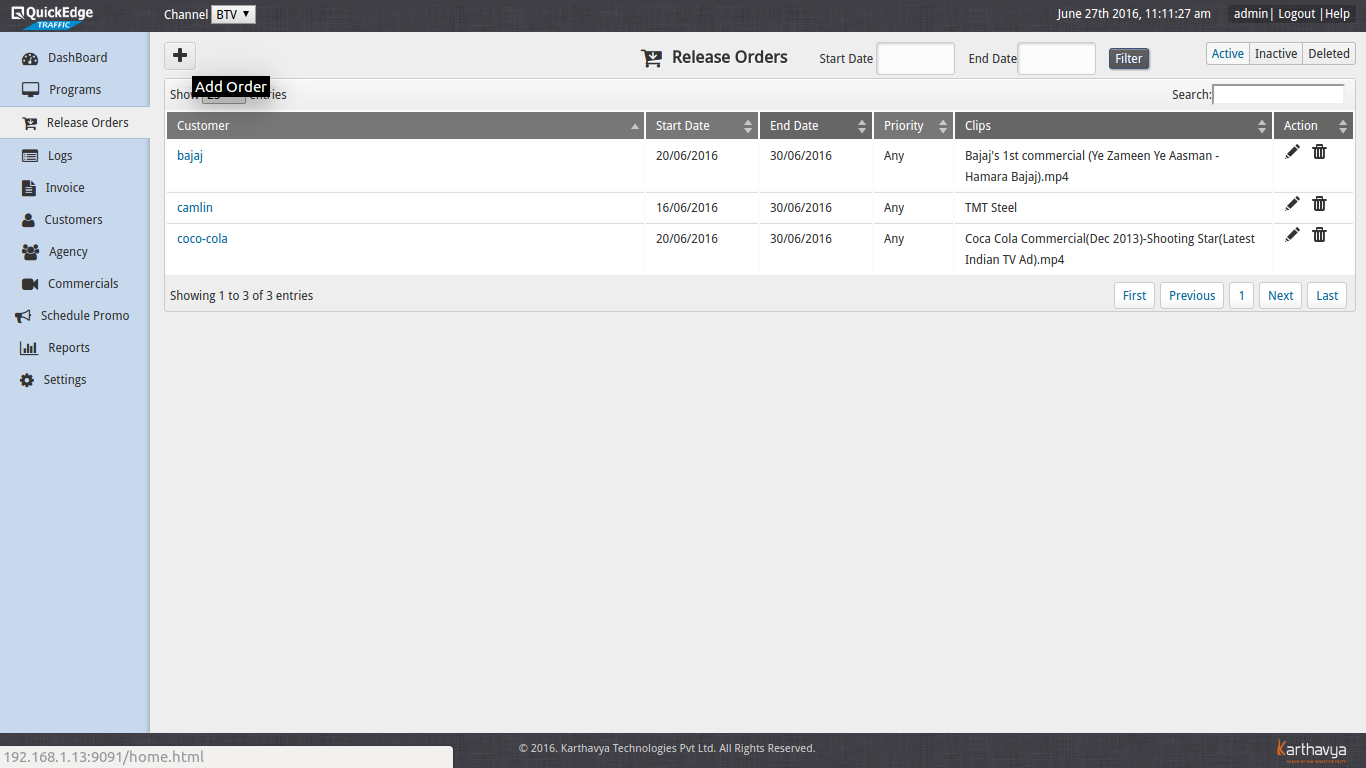 QuickEdge
TRAFFIC
Channel BTV
June 27th 2016, 11:11:27 am admin| Logout |Help
DashBoard
Programs
Release Orders
Logs
Invoice
Customers
Agency
Commercials
Schedule Promo
Reports
Settings
Release Orders Start Date End Date Filter Active Inactive Deleted
Add Order
Show entries Search:
Customer Start Date End Date Priority Clips Action
bajaj 20/06/2016 30/06/2016 Any Bajaj's 1st commercial (Ye Zameen Ye Aasman -
Hamara Bajaj).mp4
camlin 16/06/2016 30/06/2016 Any TMT Steel
coco-cola 20/06/2016 30/06/2016 Any Coca Cola Commercial(Dec 2013)-Shooting Star(Latest
Indian TV Ad).mp4
Showing 1 to 3 of 3 entries First Previous 1 Next Last
© 2016. Karthavya Technologies Pvt Ltd. All Rights Reserved.
Karthavya
192.168.1.13:9091/home.html